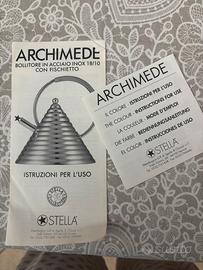 ARCHIMEDE
BOLLITORE IN ACCIAIO INOX 18/10
CON FISCHIETTO
ISTRUZIONI PER L'USO
STELLA
ARCHIMEDE
IL COLORE - ISTRUZIONI PER L'USO
THE COLOUR - INSTRUCTIONS FOR USE
LA COULEUR - MODE D'EMPLOI
DIE FARBE - BEDIENUNGSANLEITUNG
EL COLOR - INSTRUCCIONES DE USO
STELLA